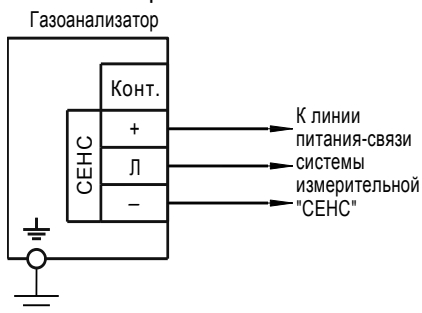 Газоанализатор
Конт.
СЕНС
+
Л
–
К линии
питания-связи
системы
измерительной
"СЕНС"